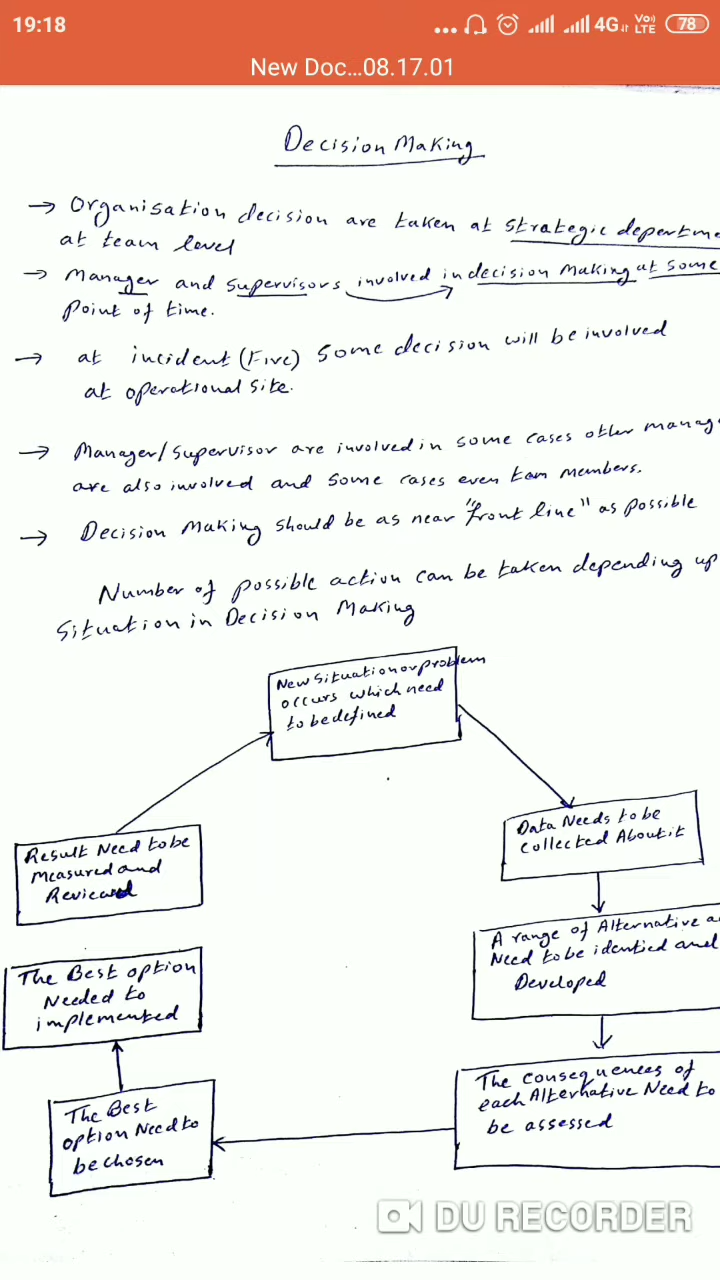 19:18
4G
Vo))
LTE
78
New Doc...08.17.01
Decision Making
→ Organisation decision are taken at strategic departme
at team level
→ Manager and supervisors involved in decision making at some
point of time.
→ at incident (Fire) some decision will be involved
at operational site.
→ Manager/supervisor are involved in some cases other manag
are also involved and some cases even members.
→ Decision Making should be as near "front line" as possible
Number of possible action can be taken depending up
situation in Decision Making
New situation or problem
occurs which need
to be defined
Data Needs to be
collected About it
A range of Alternative a
Need to be identied and
Developed
The consequences of
each Alternative Need to
be assessed
The Best
option Need to
be chosen
The Best option
Needed to
implemented
Result Need to be
Measured and
Reviewed
DU RECORDER